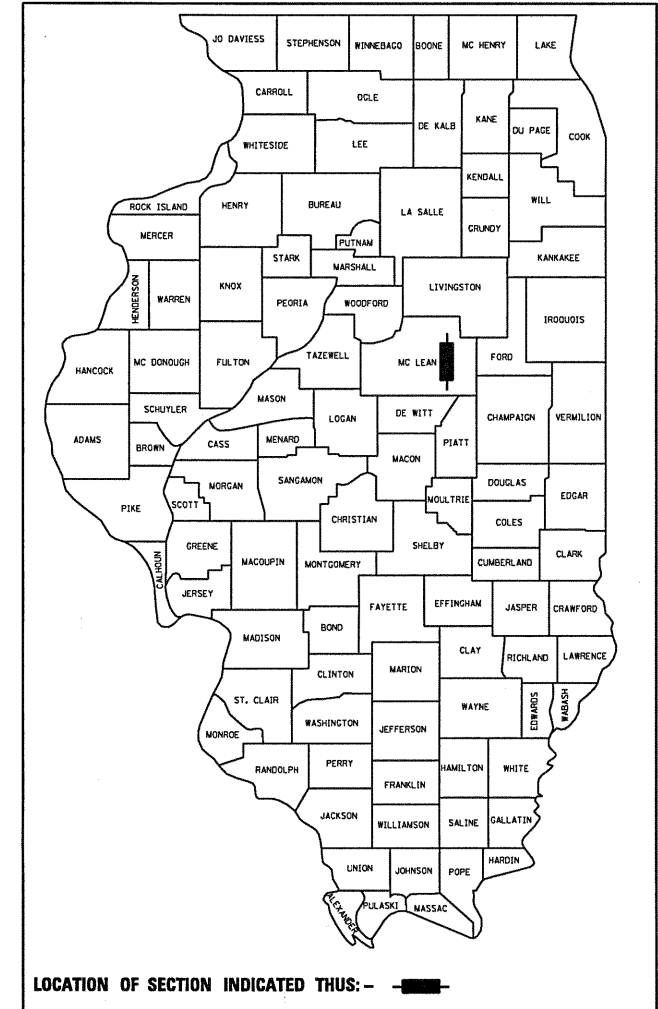 JO DAVIESS STEPHENSON WINNEBAGO BOONE MC HENRY LAKE
CARROLL OGLE DE KALB KANE DU PAGE COOK
WHITESIDE LEE
KENDALL
ROCK ISLAND HENRY BUREAU LA SALLE GRUNDY WILL
MERCER PUTNAM
STARK MARSHALL KANKAKEE
HENDERSON WARREN KNOX PEORIA WOODFORD LIVINGSTON IROQUOIS
HANCOCK MC DONOUGH FULTON TAZEWELL MC LEAN FORD
MASON
SCHUYLER LOGAN DE WITT CHAMPAIGN VERMILION
ADAMS BROWN CASS MENARD MACON PIATT
MORGAN SANGAMON DOUGLAS EDGAR
PIKE SCOTT CHRISTIAN MOULTRIE COLES
GREENE MACOUPIN MONTGOMERY SHELBY CUMBERLAND CLARK
CALHOUN JERSEY FAYETTE EFFINGHAM JASPER CRAWFORD
MADISON BOND
CLAY RICHLAND LAWRENCE
CLINTON MARION
ST. CLAIR WAYNE EDWARDS WABASH
WASHINGTON JEFFERSON
MONROE
RANDOLPH PERRY HAMILTON WHITE
FRANKLIN
JACKSON WILLIAMSON SALINE GALLATIN
UNION JOHNSON POPE HARDIN
ALEXANDER PULASKI MASSAC
LOCATION OF SECTION INDICATED THUS: -